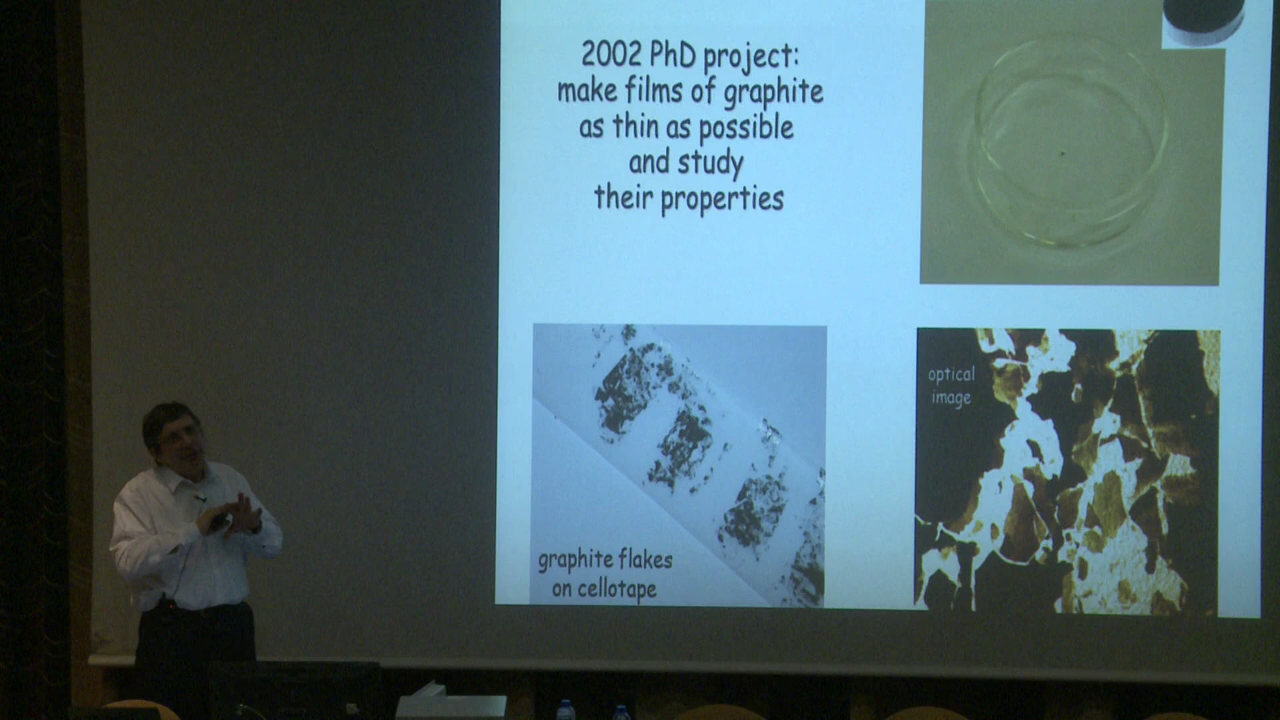 2002 PhD project:
make films of graphite
as thin as possible
and study
their properties
optical
image
graphite flakes
on cellotape